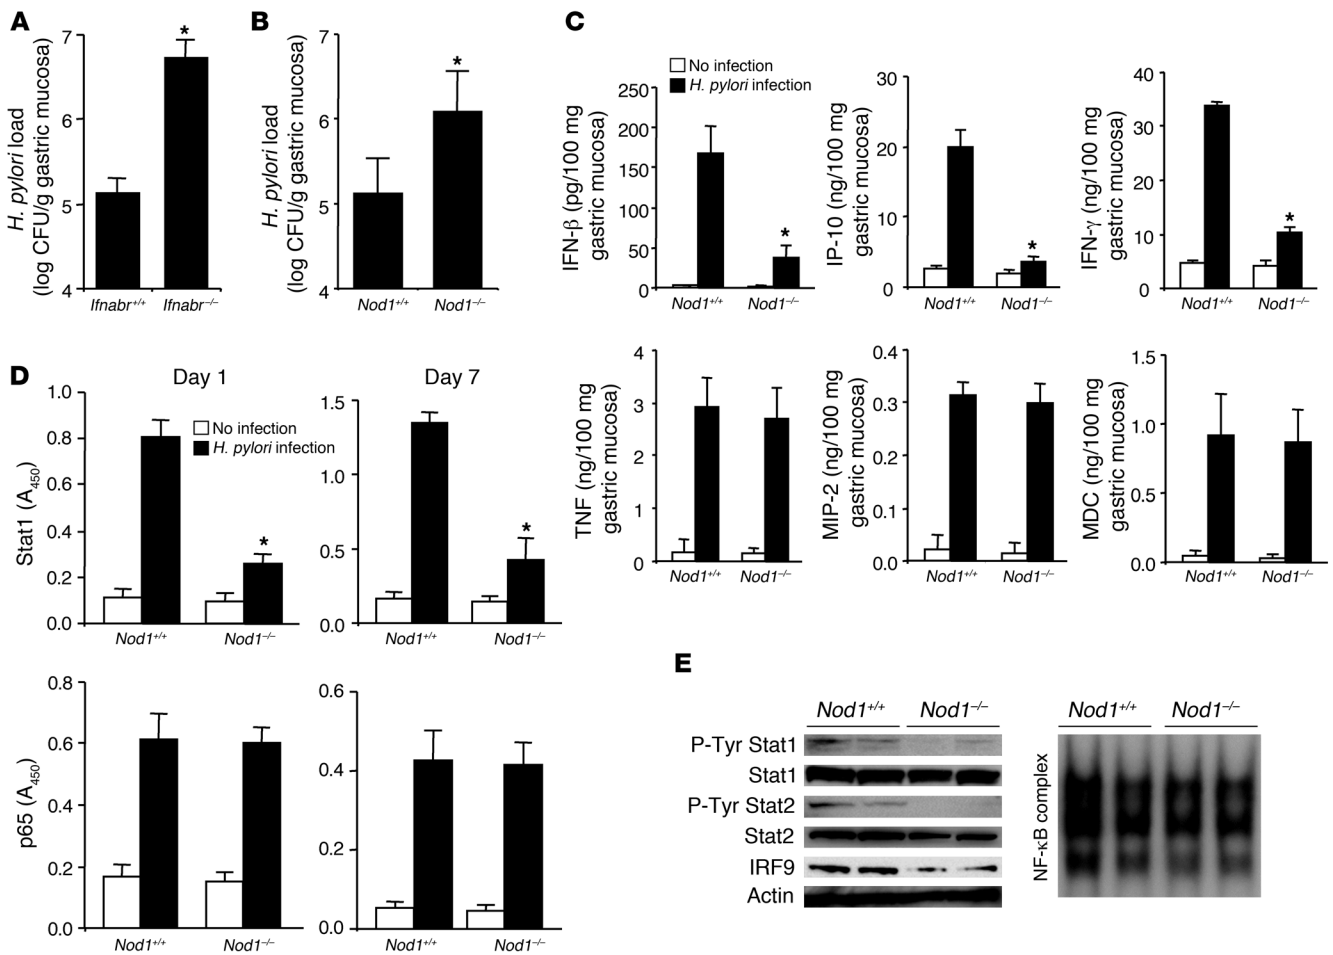 A
H. pylori load
(log CFU/g gastric mucosa)
7
6
5
4
*
Ifnabr+/+
Ifnabr–/–
B
H. pylori load
(log CFU/g gastric mucosa)
7
6
5
4
*
Nod1+/+
Nod1–/–
C
No infection
H. pylori infection
IFN-β (pg/100 mg
gastric mucosa)
250
200
150
100
50
0
*
Nod1+/+
Nod1–/–
IP-10 (ng/100 mg
gastric mucosa)
30
20
10
0
*
Nod1+/+
Nod1–/–
IFN-γ (ng/100 mg
gastric mucosa)
40
30
20
10
0
*
Nod1+/+
Nod1–/–
TNF (ng/100 mg
gastric mucosa)
4
3
2
1
0
Nod1+/+
Nod1–/–
MIP-2 (ng/100 mg
gastric mucosa)
0.4
0.3
0.2
0.1
0.0
Nod1+/+
Nod1–/–
MDC (ng/100 mg
gastric mucosa)
1.5
1.0
0.5
0.0
Nod1+/+
Nod1–/–
D
Day 1
Stat1 (A450)
1.0
0.8
0.6
0.4
0.2
0.0
No infection
H. pylori infection
*
Nod1+/+
Nod1–/–
Day 7
1.5
1.0
0.5
0.0
*
Nod1+/+
Nod1–/–
p65 (A450)
0.8
0.6
0.4
0.2
0.0
Nod1+/+
Nod1–/–
0.6
0.4
0.2
0.0
Nod1+/+
Nod1–/–
E
Nod1+/+
Nod1–/–
P-Tyr Stat1
Stat1
P-Tyr Stat2
Stat2
IRF9
Actin
Nod1+/+
Nod1–/–
NF-κB complex